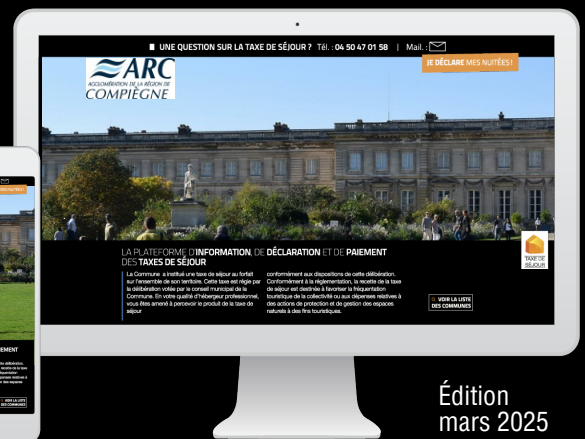 UNE QUESTION SUR LA TAXE DE SÉJOUR ? Tél. : 04 50 47 01 58 | Mail. :
JE DÉCLARE MES NUITÉES !
ARC
AGGLOMÉRATION DE LA RÉGION DE
COMPIÈGNE
LA PLATEFORME D'INFORMATION, DE DÉCLARATION ET DE PAIEMENT
DES TAXES DE SÉJOUR
La Commune a institué une taxe de séjour au forfait
sur l'ensemble de son territoire. Cette taxe est régie par
la délibération votée par le conseil municipal de la
Commune. En votre qualité d'hébergeur professionnel,
vous êtes amené à percevoir le produit de la taxe de
séjour
conformément aux dispositions de cette délibération.
Conformément à la réglementation, la recette de la taxe
de séjour est destinée à favoriser la fréquentation
touristique de la collectivité ou aux dépenses relatives à
des actions de protection et de gestion des espaces
naturels à des fins touristiques.
TAXE DE
SÉJOUR
VOIR LA LISTE
DES COMMUNES
EMENT
VOIR LA LISTE
DES COMMUNES
Édition
mars 2025